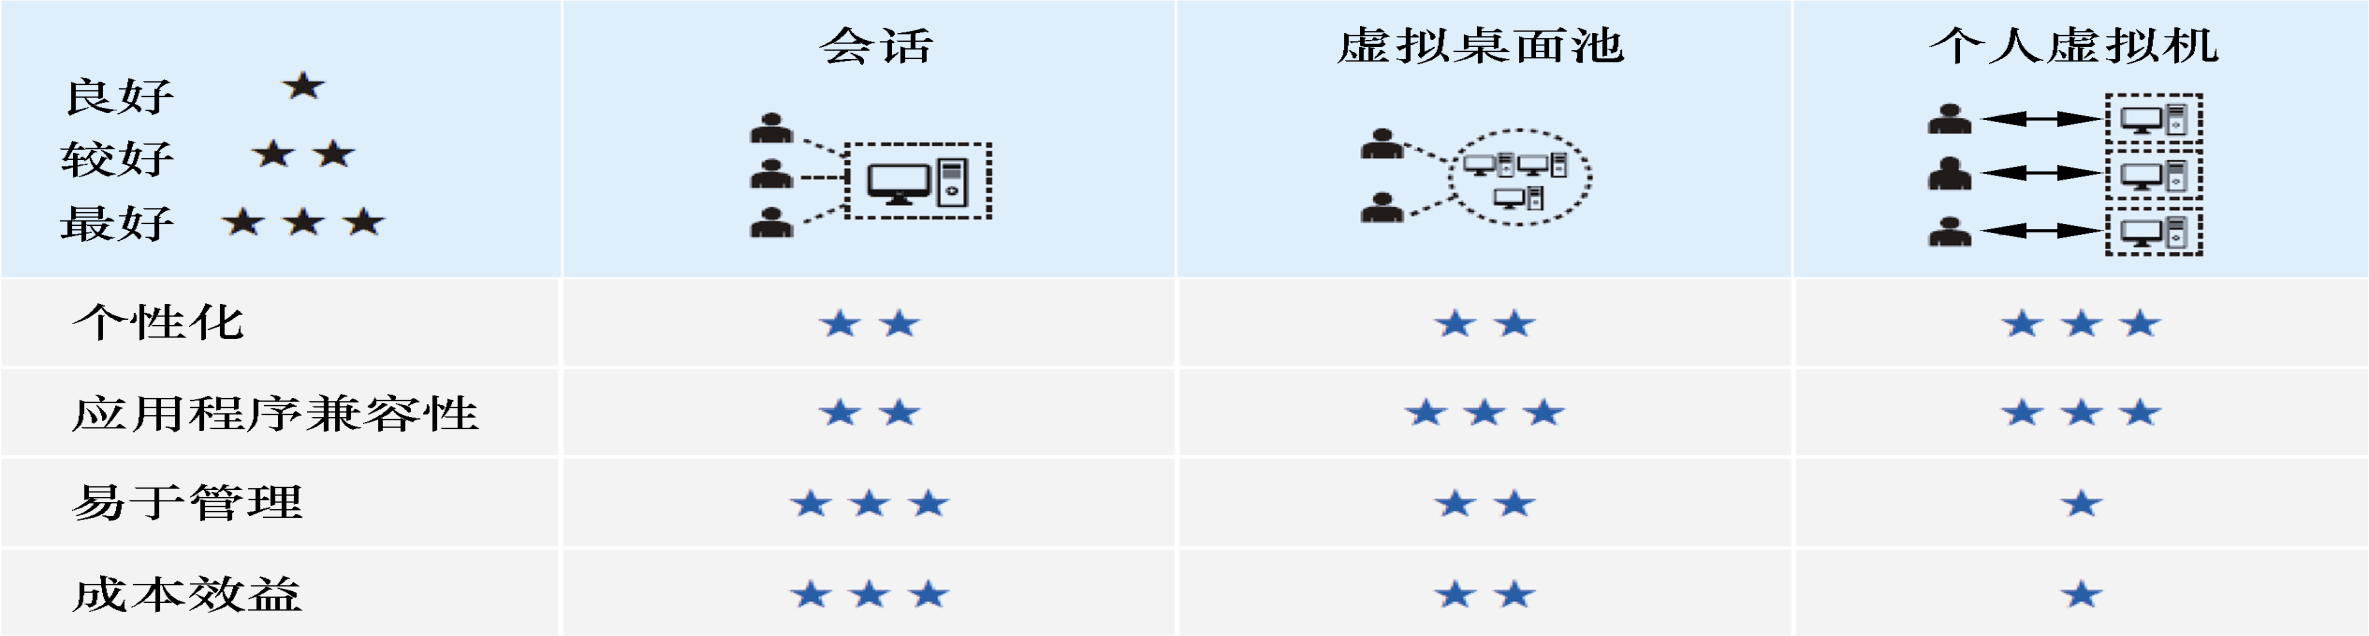 会话
虚拟桌面池
个人虚拟机
良好 ★
较好 ★★
最好 ★★★
个性化 ★★ ★★ ★★★
应用程序兼容性 ★★ ★★★ ★★★
易于管理 ★★★ ★★ ★
成本效益 ★★★ ★★ ★